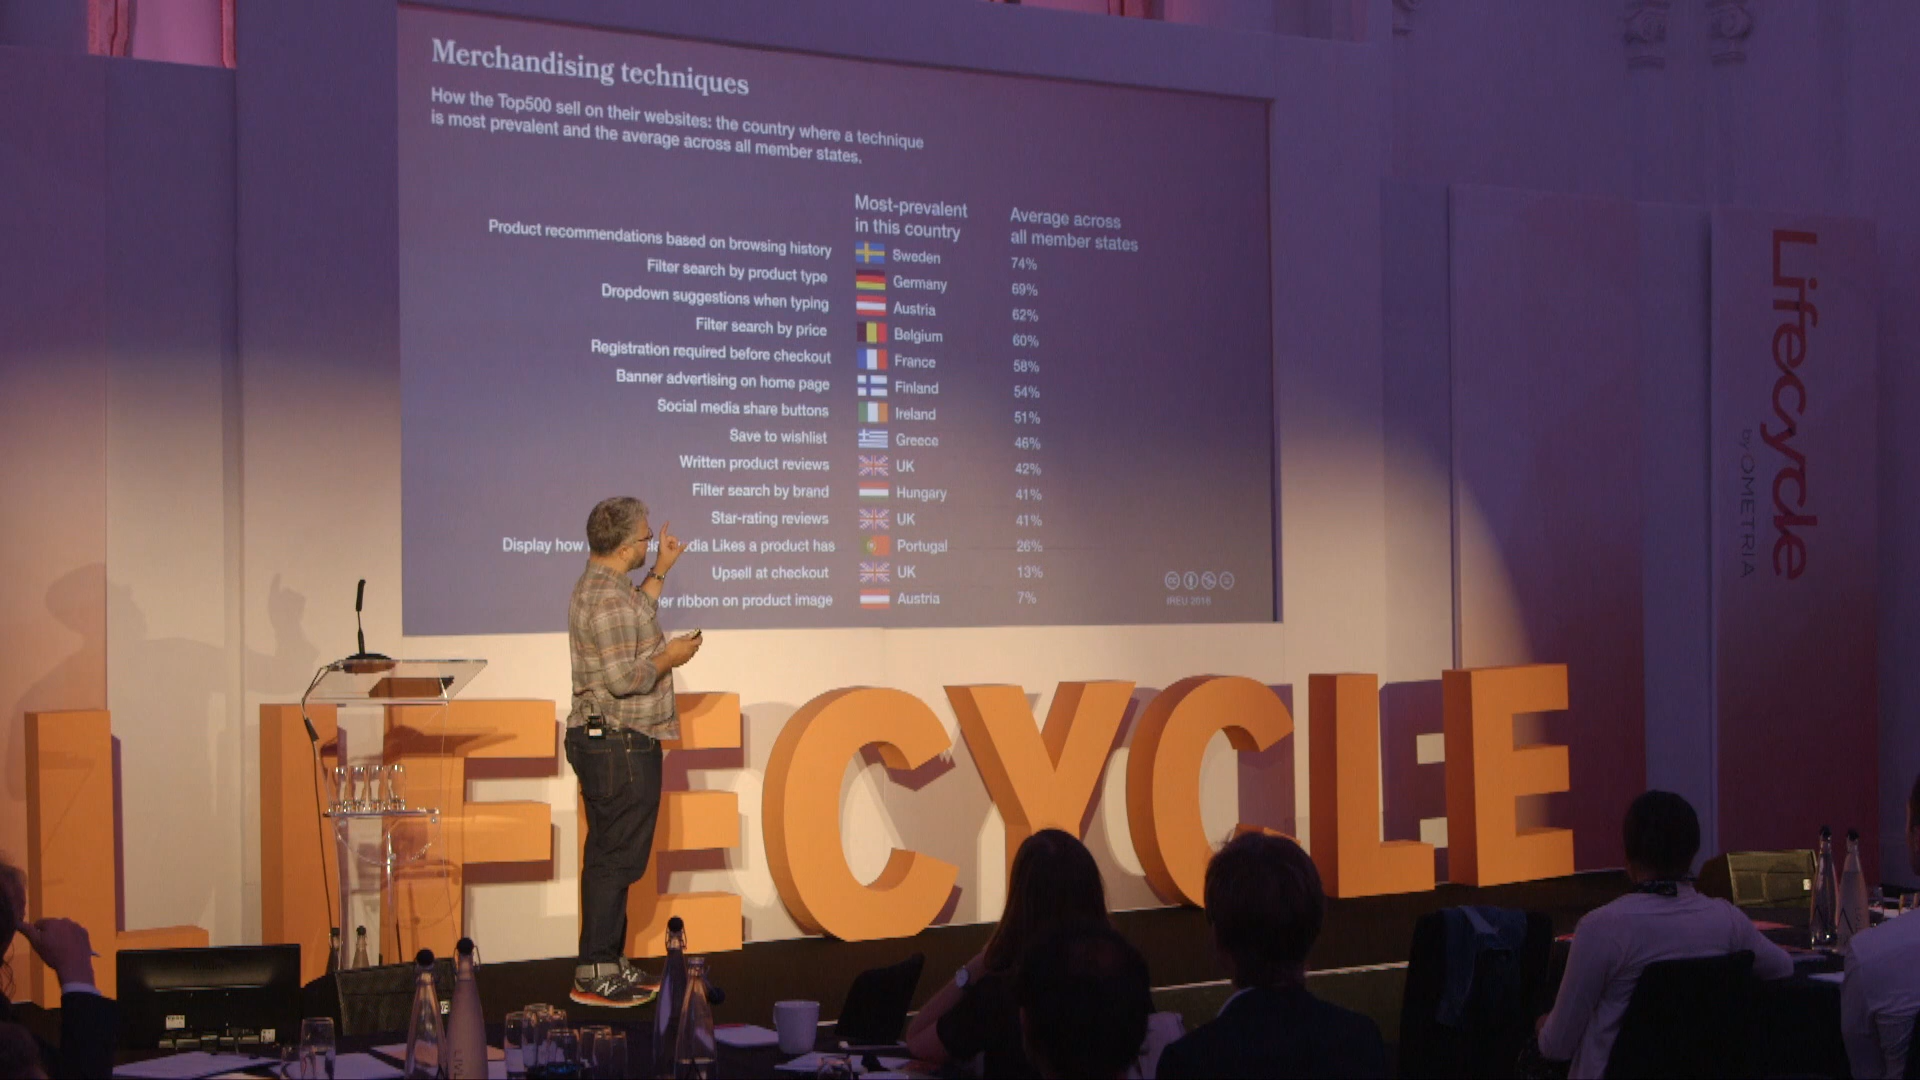 Merchandising techniques
How the Top500 sell on their websites: the country where a technique
is most prevalent and the average across all member states.
Most-prevalent
in this country
Average across
all member states
Product recommendations based on browsing history Sweden 74%
Filter search by product type Germany 69%
Dropdown suggestions when typing Austria 62%
Filter search by price Belgium 60%
Registration required before checkout France 58%
Banner advertising on home page Finland 54%
Social media share buttons Ireland 51%
Save to wishlist Greece 46%
Written product reviews UK 42%
Filter search by brand Hungary 41%
Star-rating reviews UK 41%
Display how Likes a product has Portugal 26%
Upsell at checkout UK 13%
ribbon on product image Austria 7%
IREU 2016
Lifecycle
by OMETRIA
LIFECYCLE